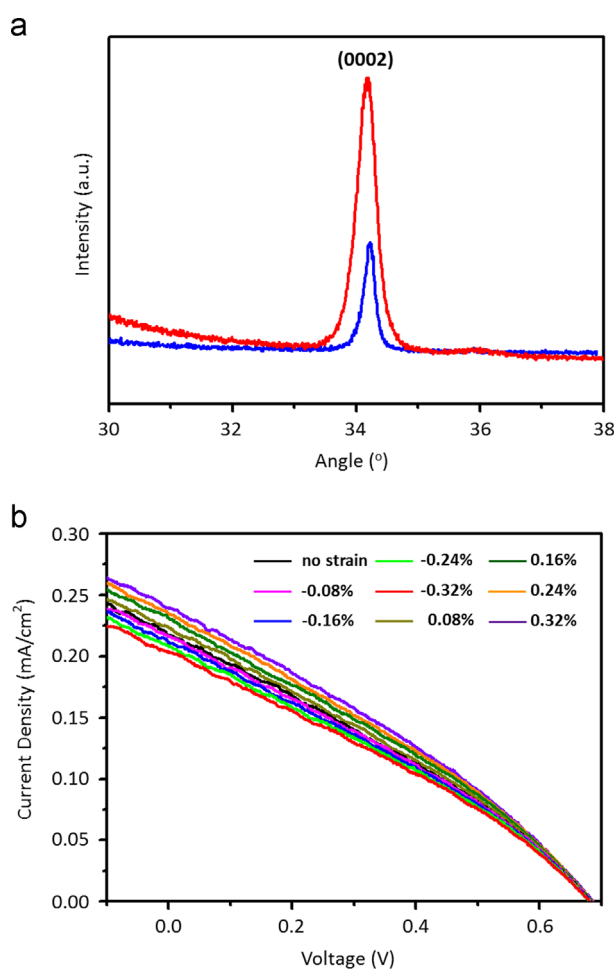 a
(0002)
Intensity (a.u.)
30 32 34 36 38
Angle (°)
b
0.30
0.25
0.20
0.15
0.10
0.05
0.00
Current Density (mA/cm²)
no strain -0.24% 0.16%
-0.08% -0.32% 0.24%
-0.16% 0.08% 0.32%
0.0 0.2 0.4 0.6
Voltage (V)